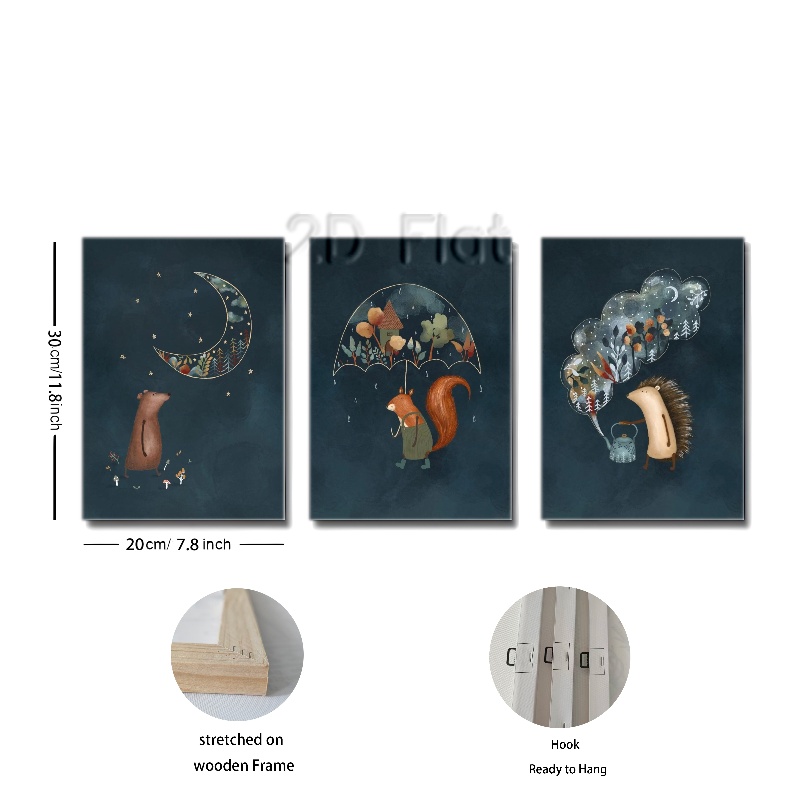 2D Flat
30cm/11.8inch
20cm/ 7.8 inch
stretched on
wooden Frame
Hook
Ready to Hang